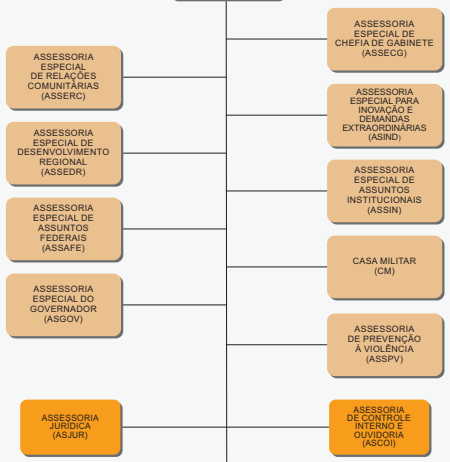 ASSESSORIA
ESPECIAL DE
CHEFIA DE GABINETE
(ASSECG)
ASSESSORIA
ESPECIAL
DE RELAÇÕES
COMUNITÁRIAS
(ASSERC)
ASSESSORIA
ESPECIAL PARA
INOVAÇÃO E
DEMANDAS
EXTRAORDINÁRIAS
(ASIND)
ASSESSORIA
ESPECIAL DE
DESENVOLVIMENTO
REGIONAL
(ASSEDR)
ASSESSORIA
ESPECIAL DE
ASSUNTOS
INSTITUCIONAIS
(ASSIN)
ASSESSORIA
ESPECIAL DE
ASSUNTOS
FEDERAIS
(ASSAFE)
CASA MILITAR
(CM)
ASSESSORIA
ESPECIAL DO
GOVERNADOR
(ASGOV)
ASSESSORIA
DE PREVENÇÃO
À VIOLÊNCIA
(ASSPV)
ASSESSORIA
JURÍDICA
(ASJUR)
ASESSORIA
DE CONTROLE
INTERNO E
OUVIDORIA
(ASCOI)